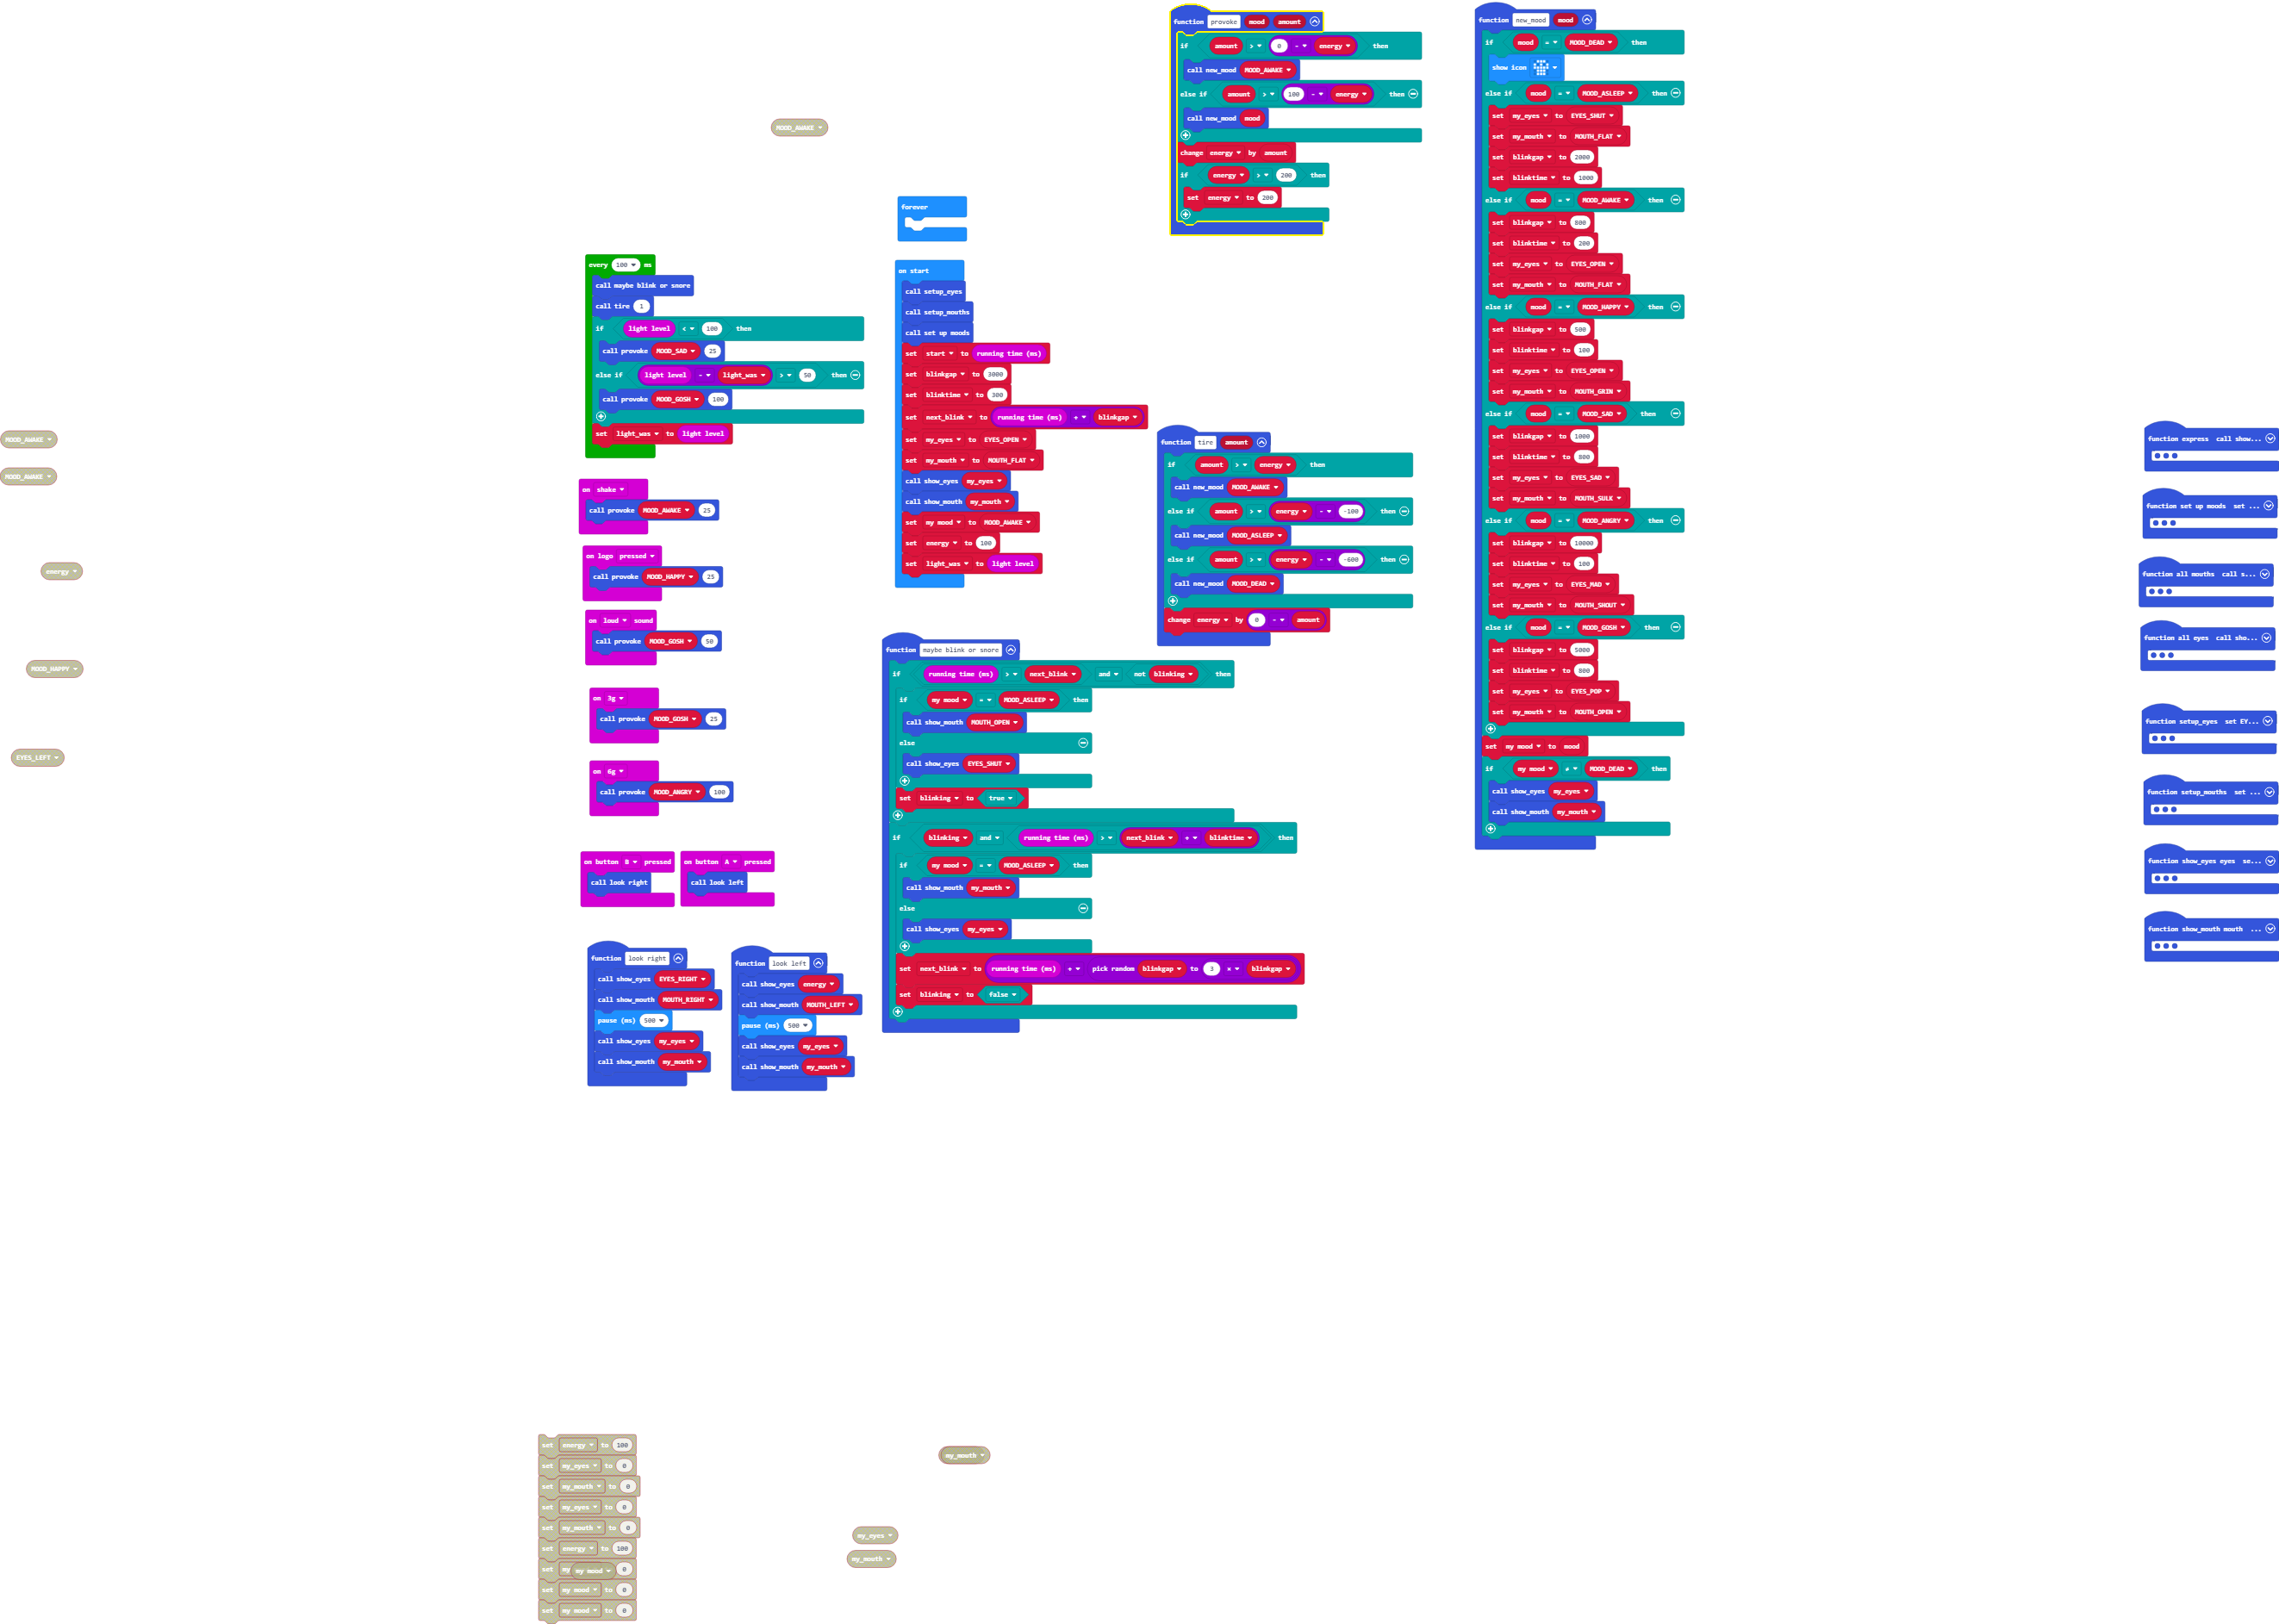 MOOD_AWAKE
MOOD_AWAKE
MOOD_AWAKE
energy
MOOD_HAPPY
EYES_LEFT
forever
every 100 ms
call maybe blink or snore
call tire 1
if light level < 100 then
call provoke MOOD_SAD 25
else if light level - light_was > 50 then
call provoke MOOD_GOSH 100
set light_was to light level
on shake
call provoke MOOD_AWAKE 25
on logo pressed
call provoke MOOD_HAPPY 25
on loud sound
call provoke MOOD_GOSH 50
on 3g
call provoke MOOD_GOSH 25
on 6g
call provoke MOOD_ANGRY 100
on button B pressed
call look right
on button A pressed
call look left
function look right
call show_eyes EYES_RIGHT
call show_mouth MOUTH_RIGHT
pause (ms) 500
call show_eyes my_eyes
call show_mouth my_mouth
function look left
call show_eyes energy
call show_mouth MOUTH_LEFT
pause (ms) 500
call show_eyes my_eyes
call show_mouth my_mouth
on start
call setup_eyes
call setup_mouths
call set up moods
set start to running time (ms)
set blinkgap to 3000
set blinktime to 300
set next_blink to running time (ms) + blinkgap
set my_eyes to EYES_OPEN
set my_mouth to MOUTH_FLAT
call show_eyes my_eyes
call show_mouth my_mouth
set my mood to MOOD_AWAKE
set energy to 100
set light_was to light level
function maybe blink or snore
if running time (ms) > next_blink and not blinking then
if my mood = MOOD_ASLEEP then
call show_mouth MOUTH_OPEN
else
call show_eyes EYES_SHUT
set blinking to true
if blinking and running time (ms) > next_blink + blinktime then
if my mood = MOOD_ASLEEP then
call show_mouth my_mouth
else
call show_eyes my_eyes
set next_blink to running time (ms) + pick random blinkgap to 3 × blinkgap
set blinking to false
function provoke mood amount
if amount > 0 - energy then
call new_mood MOOD_AWAKE
else if amount > 100 - energy then
call new_mood mood
change energy by amount
if energy > 200 then
set energy to 200
function tire amount
if amount > energy then
call new_mood MOOD_AWAKE
else if amount > energy - -100 then
call new_mood MOOD_ASLEEP
else if amount > energy - -600 then
call new_mood MOOD_DEAD
change energy by 0 - amount
function new_mood mood
if mood = MOOD_DEAD then
show icon
else if mood = MOOD_ASLEEP then
set my_eyes to EYES_SHUT
set my_mouth to MOUTH_FLAT
set blinkgap to 2000
set blinktime to 1000
else if mood = MOOD_AWAKE then
set blinkgap to 800
set blinktime to 200
set my_eyes to EYES_OPEN
set my_mouth to MOUTH_FLAT
else if mood = MOOD_HAPPY then
set blinkgap to 500
set blinktime to 100
set my_eyes to EYES_OPEN
set my_mouth to MOUTH_GRIN
else if mood = MOOD_SAD then
set blinkgap to 1000
set blinktime to 800
set my_eyes to EYES_SAD
set my_mouth to MOUTH_SULK
else if mood = MOOD_ANGRY then
set blinkgap to 10000
set blinktime to 100
set my_eyes to EYES_MAD
set my_mouth to MOUTH_SHOUT
else if mood = MOOD_GOSH then
set blinkgap to 5000
set blinktime to 800
set my_eyes to EYES_POP
set my_mouth to MOUTH_OPEN
set my mood to mood
if my mood ≠ MOOD_DEAD then
call show_eyes my_eyes
call show_mouth my_mouth
function express call show...
function set up moods set ...
function all mouths call s...
function all eyes call sho...
function setup_eyes set EY...
function setup_mouths set ...
function show_eyes eyes se...
function show_mouth mouth ...
set energy to 100
set my_eyes to 0
set my_mouth to 0
set my_eyes to 0
set my_mouth to 0
set energy to 100
set my my mood 0
set my mood to 0
set my mood to 0
my_mouth
my_eyes
my_mouth